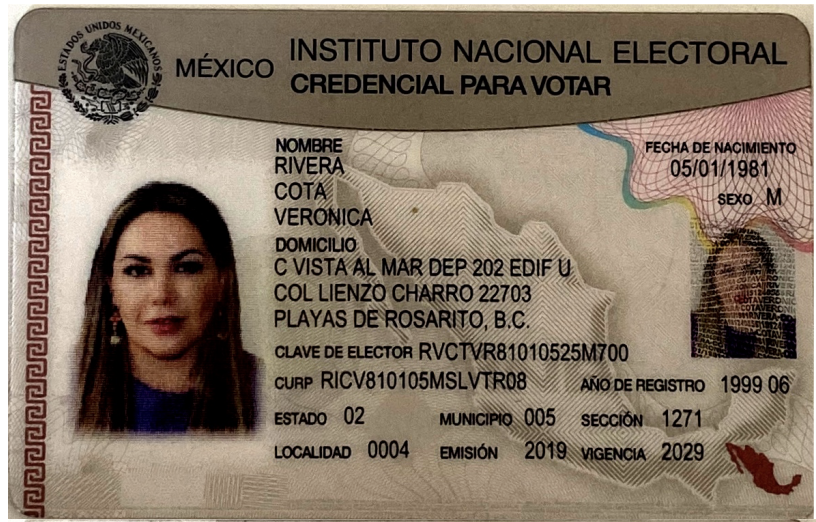 ESTADOS UNIDOS MEXICANOS
MÉXICO INSTITUTO NACIONAL ELECTORAL
CREDENCIAL PARA VOTAR
NOMBRE
RIVERA
COTA
VERONICA
FECHA DE NACIMIENTO
05/01/1981
SEXO M
DOMICILIO
C VISTA AL MAR DEP 202 EDIF U
COL LIENZO CHARRO 22703
PLAYAS DE ROSARITO, B.C.
CLAVE DE ELECTOR RVCTVR81010525M700
CURP RICV810105MSLVTR08 AÑO DE REGISTRO 1999 06
ESTADO 02 MUNICIPIO 005 SECCIÓN 1271
LOCALIDAD 0004 EMISIÓN 2019 VIGENCIA 2029